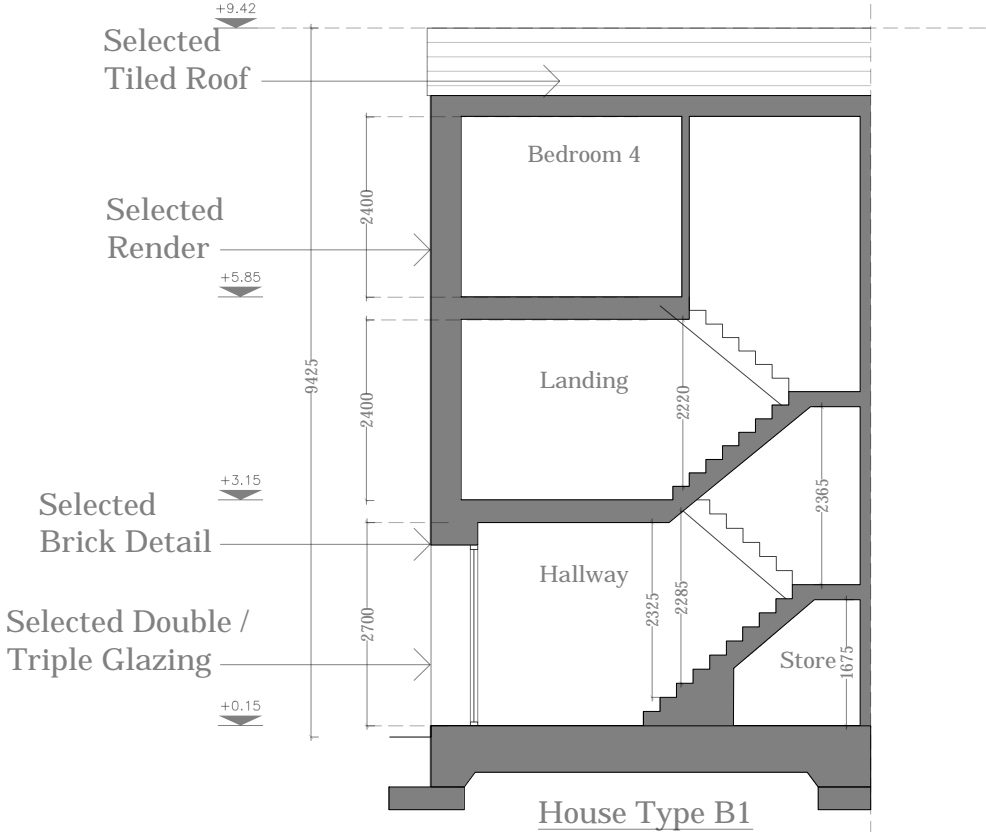 +9.42
Selected
Tiled Roof
Bedroom 4
2400
Selected
Render
+5.85
9425
Landing
2220
2400
+3.15
Selected
Brick Detail
2365
Hallway
2325
2285
2700
Selected Double /
Triple Glazing
Store
1675
+0.15
House Type B1